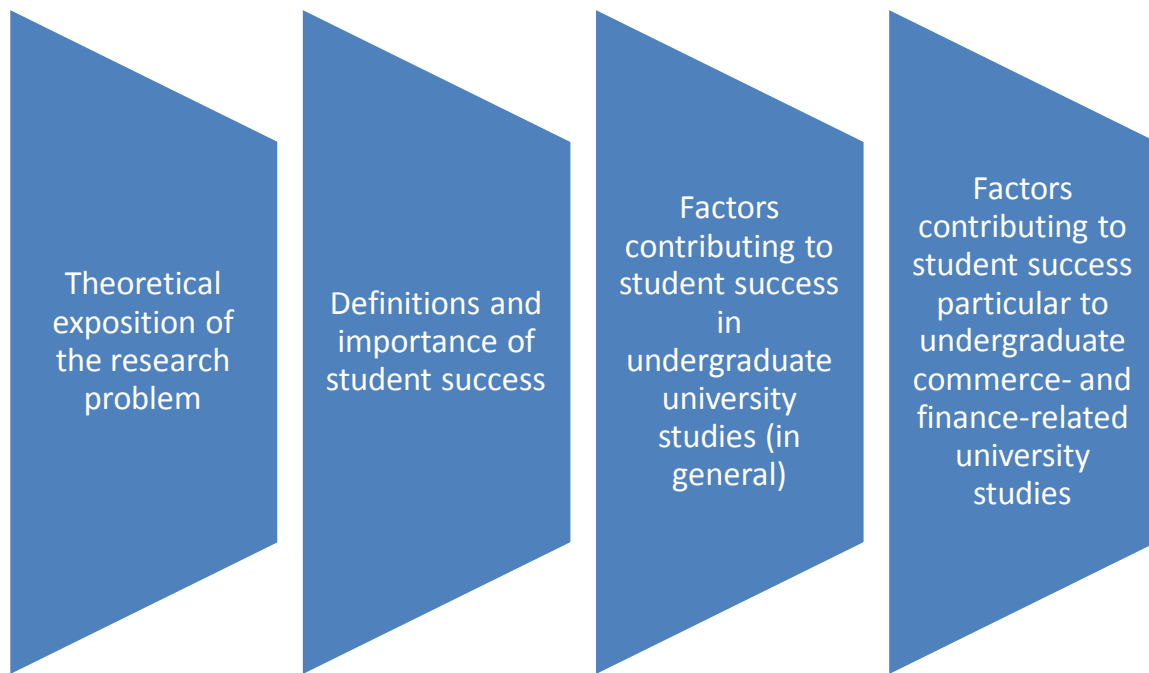 Theoretical
exposition of
the research
problem
Definitions and
importance of
student success
Factors
contributing to
student success
in
undergraduate
university
studies (in
general)
Factors
contributing to
student success
particular to
undergraduate
commerce- and
finance-related
university
studies